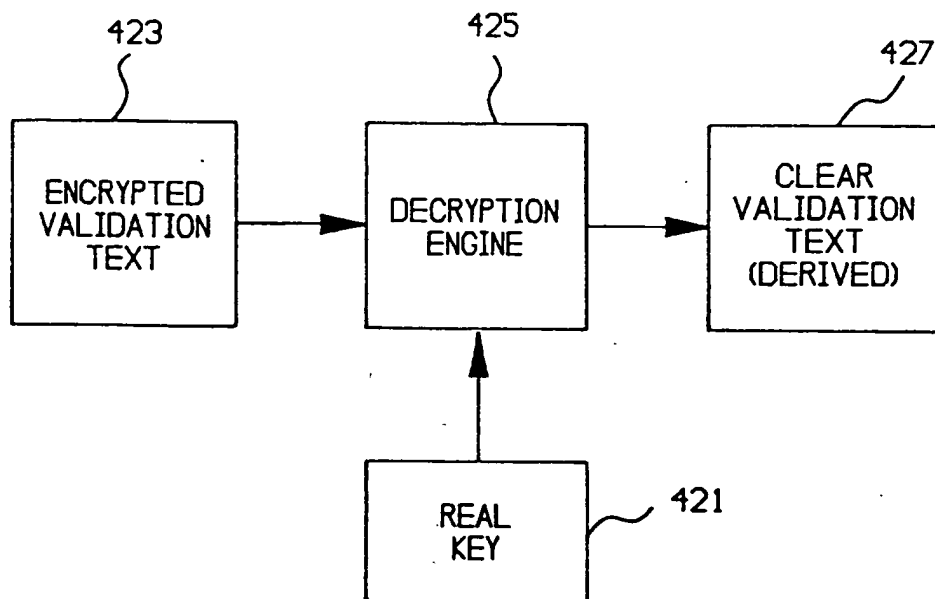 423
425
427
ENCRYPTED
VALIDATION
TEXT
DECRYPTION
ENGINE
CLEAR
VALIDATION
TEXT
(DERIVED)
REAL
KEY
421